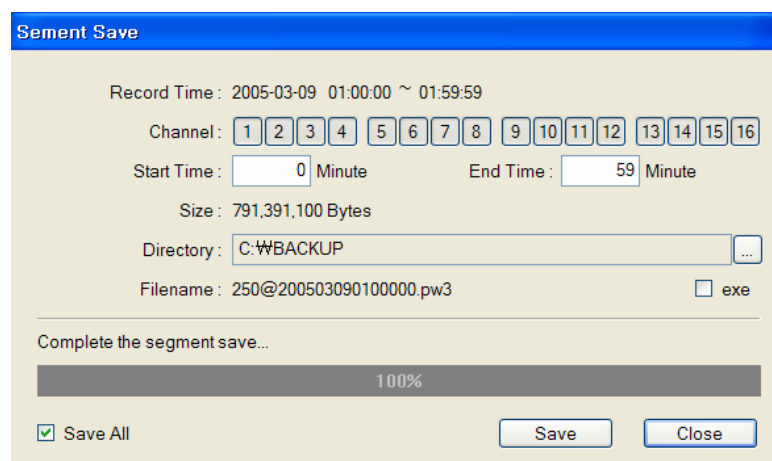 Sement Save
Record Time : 2005-03-09 01:00:00 ~ 01:59:59
Channel : 1 2 3 4 5 6 7 8 9 10 11 12 13 14 15 16
Start Time : 0 Minute End Time : 59 Minute
Size : 791,391,100 Bytes
Directory : C:₩BACKUP ...
Filename : 250@200503090100000.pw3 exe
Complete the segment save...
100%
Save All Save Close